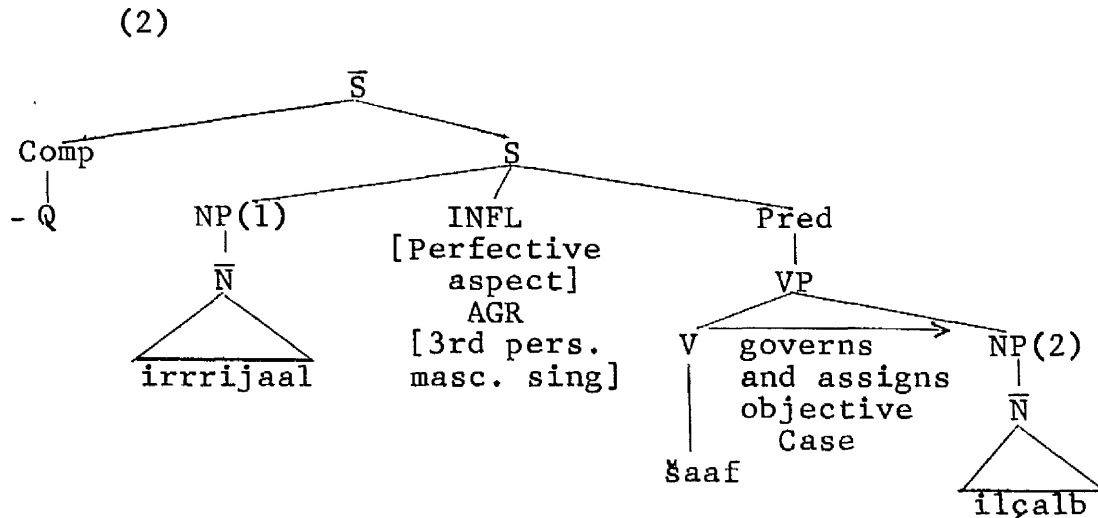 (2)
S̄
Comp S
- Q NP(1) INFL Pred
[Perfective
N̄ aspect] VP
AGR
[3rd pers. V governs NP(2)
irrrijaal masc. sing] and assigns
objective N̄
Case
šaaf
ilçalb